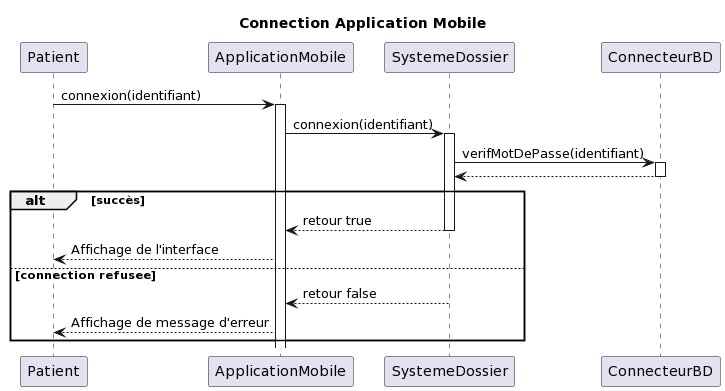 Connection Application Mobile
Patient ApplicationMobile SystemeDossier ConnecteurBD
connexion(identifiant)
connexion(identifiant)
verifMotDePasse(identifiant)
alt [succès]
retour true
Affichage de l'interface
[connection refusee]
retour false
Affichage de message d'erreur
Patient ApplicationMobile SystemeDossier ConnecteurBD